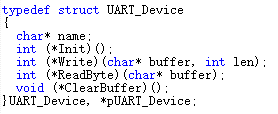 typedef struct UART_Device
{
  char* name;
  int (*Init)();
  int (*Write)(char* buffer, int len);
  int (*ReadByte)(char* buffer);
  void (*ClearBuffer)();
}UART_Device, *pUART_Device;